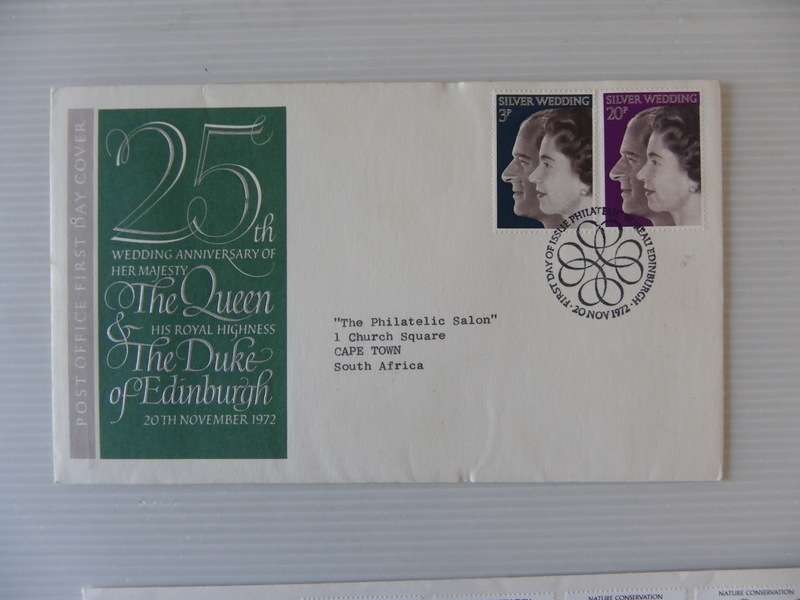 POST OFFICE FIRST DAY COVER
25th
WEDDING ANNIVERSARY OF
HER MAJESTY
The Queen
& HIS ROYAL HIGHNESS
The Duke
of Edinburgh
20TH NOVEMBER 1972
SILVER WEDDING
3P
SILVER WEDDING
20P
FIRST DAY OF ISSUE PHILATELIC BUREAU EDINBURGH
20 NOV 1972
"The Philatelic Salon"
1 Church Square
CAPE TOWN
South Africa
NATURE CONSERVATION
NATURE CONSERVATION